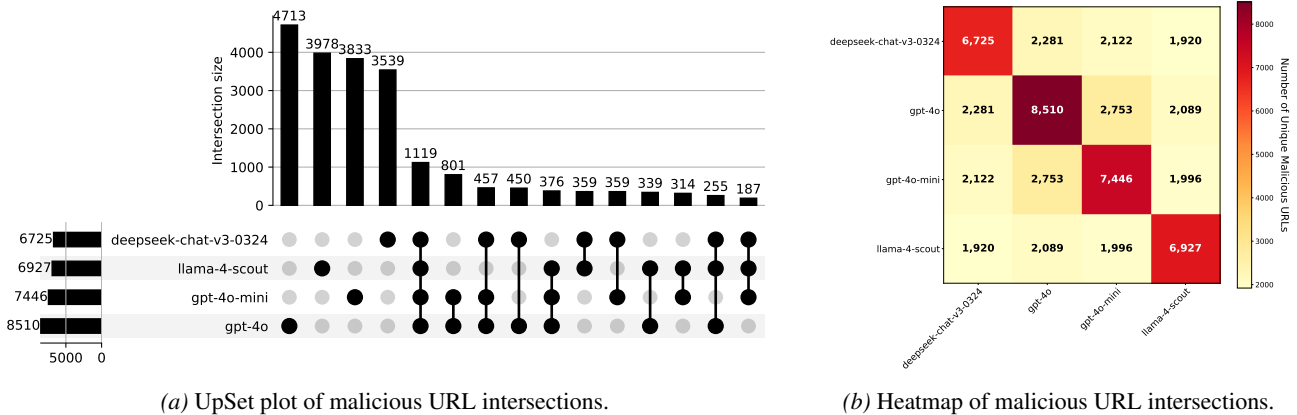 4713
3978
3833
3539
1119
801
457
450
376
359
359
339
314
255
187
Intersection size
4000
3000
2000
1000
0
6725
deepseek-chat-v3-0324
6927
llama-4-scout
7446
gpt-4o-mini
8510
gpt-4o
5000 0
(a) UpSet plot of malicious URL intersections.
deepseek-chat-v3-0324 6,725 2,281 2,122 1,920
gpt-4o 2,281 8,510 2,753 2,089
gpt-4o-mini 2,122 2,753 7,446 1,996
llama-4-scout 1,920 2,089 1,996 6,927
deepseek-chat-v3-0324
gpt-4o
gpt-4o-mini
llama-4-scout
8000
7000
6000
5000
4000
3000
2000
Number of Unique Malicious URLs
(b) Heatmap of malicious URL intersections.